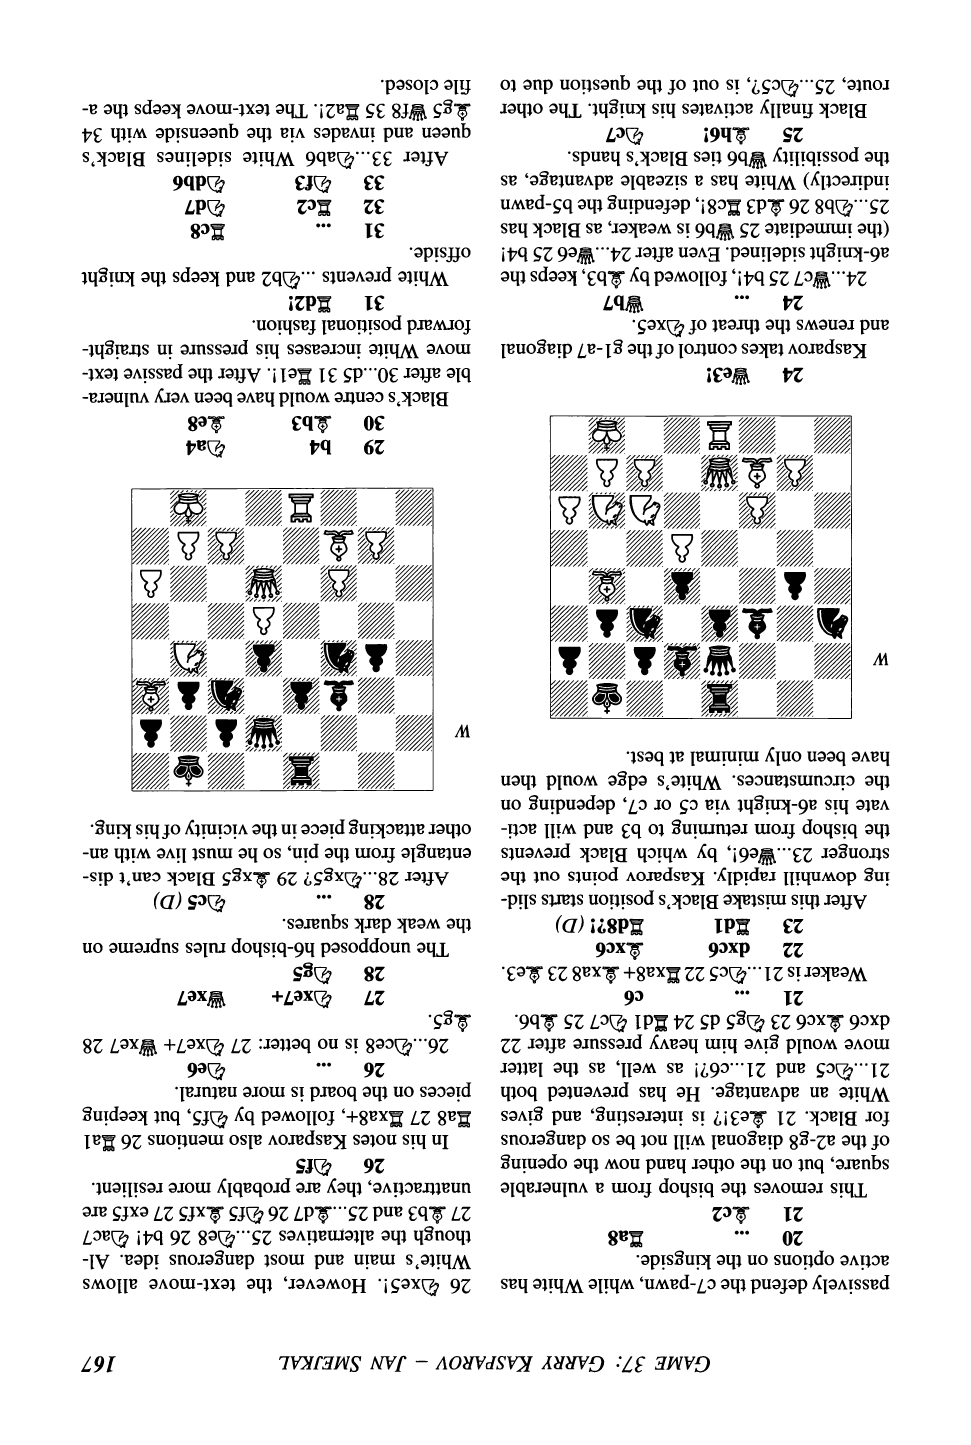 GAME 37: GARRY KASPAROV – JAN SMEJKAL 167
passively defend the c7-pawn, while White has
active options on the kingside.
20 ... ♖a8
21 ♗c2
This removes the bishop from a vulnerable
square, but on the other hand now the opening
of the a2-g8 diagonal will not be so dangerous
for Black. 21 ♗e3!? is interesting, and gives
White an advantage. He has prevented both
21...♘c5 and 21...c6?! as well, as the latter
move would give him heavy pressure after 22
dxc6 ♗xc6 23 ♘g5 d5 24 ♖d1 ♘c7 25 ♗b6.
21 ... c6
Weaker is 21...♘c5 22 ♖xa8+ ♗xa8 23 ♗e3.
22 dxc6 ♗xc6
23 ♖d1 ♖d8?! (D)
After this mistake Black's position starts slid-
ing downhill rapidly. Kasparov points out the
stronger 23...♕e6!, by which Black prevents
the bishop from returning to b3 and will acti-
vate his a6-knight via c5 or c7, depending on
the circumstances. White's edge would then
have been only minimal at best.
W
24 ♕e3!
Kasparov takes control of the g1-a7 diagonal
and renews the threat of ♘xe5.
24 ... ♕b7
24...♕c7 25 b4!, followed by ♗b3, keeps the
a6-knight sidelined. Even after 24...♕e6 25 b4!
(the immediate 25 ♕b6 is weaker, as Black has
25...♘b8 26 ♗d3 ♖c8!, defending the b5-pawn
indirectly) White has a sizeable advantage, as
the possibility ♕b6 ties Black's hands.
25 ♗h6! ♘c7
Black finally activates his knight. The other
route, 25...♘c5?, is out of the question due to
26 ♘xe5!. However, the text-move allows
White's main and most dangerous idea. Al-
though the alternatives 25...♘e8 26 b4! ♘ac7
27 ♗b3 and 25...♗d7 26 ♘f5 ♗xf5 27 exf5 are
unattractive, they are probably more resilient.
26 ♘f5
In his notes Kasparov also mentions 26 ♖a1
♖a8 27 ♖xa8+, followed by ♘f5, but keeping
pieces on the board is more natural.
26 ... ♘e6
26...♘ce8 is no better: 27 ♘xe7+ ♕xe7 28
♗g5.
27 ♘xe7+ ♕xe7
28 ♘g5
The unopposed h6-bishop rules supreme on
the weak dark squares.
28 ... ♘c5 (D)
After 28...♘xg5? 29 ♗xg5 Black can't dis-
entangle from the pin, so he must live with an-
other attacking piece in the vicinity of his king.
W
29 b4 ♘a4
30 ♗b3 ♗e8
Black's centre would have been very vulnera-
ble after 30...d5 31 ♖e1!. After the passive text-
move White increases his pressure in straight-
forward positional fashion.
31 ♖d2!
White prevents ...♘b2 and keeps the knight
offside.
31 ... ♖c8
32 ♖c2 ♘d7
33 ♘f3 ♘db6
After 33...♘ab6 White sidelines Black's
queen and invades via the queenside with 34
♗g5 ♕f8 35 ♖a2!. The text-move keeps the a-
file closed.